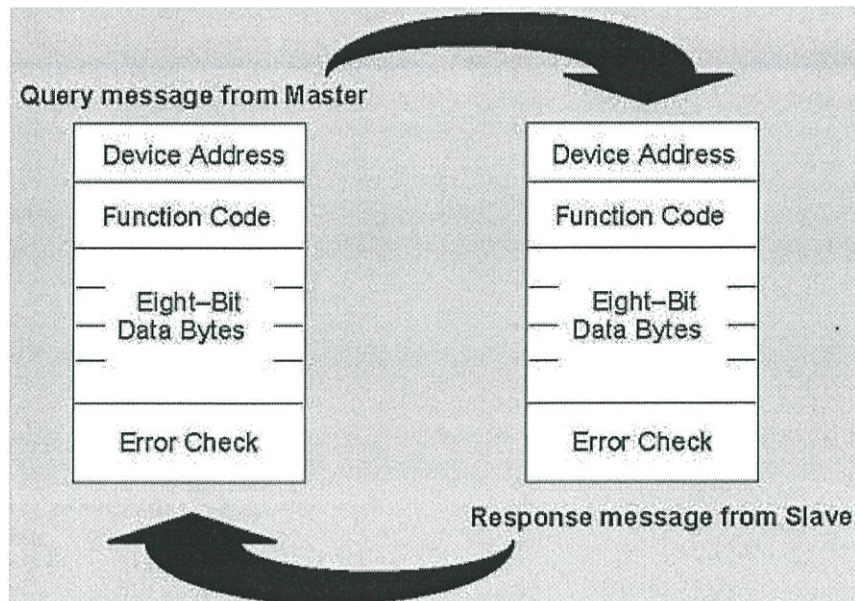 Query message from Master
Device Address
Function Code
Eight–Bit
Data Bytes
Error Check
Device Address
Function Code
Eight–Bit
Data Bytes
Error Check
Response message from Slave